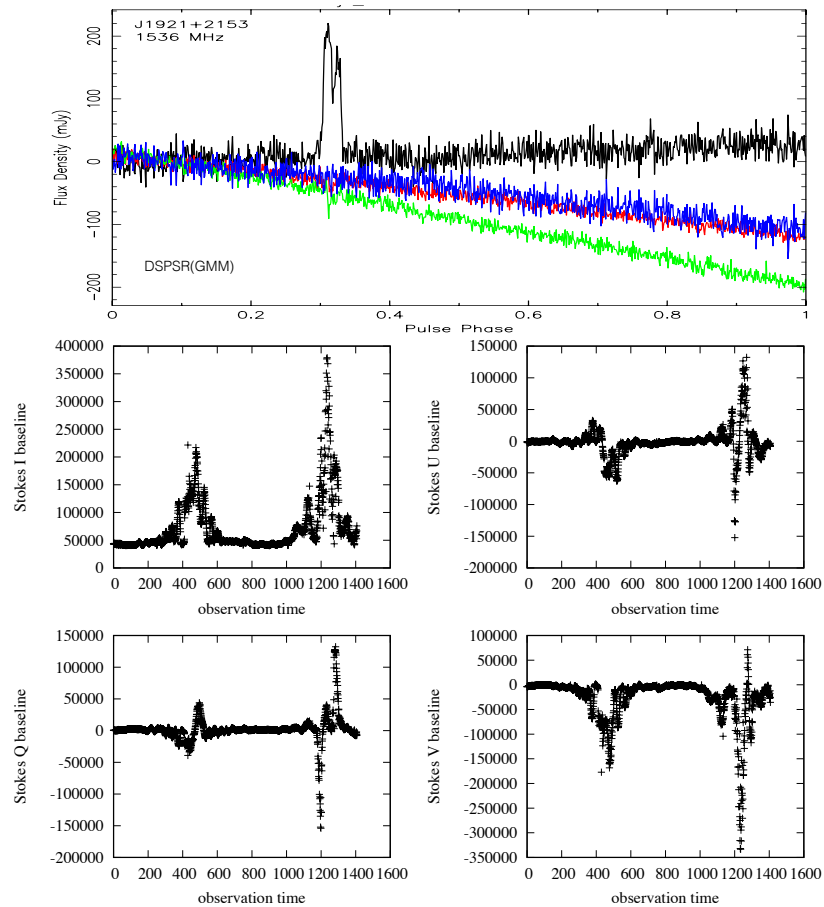 J1921+2153
1536 MHz
200
100
0
−100
−200
Flux Density (mJy)
DSPSR(GMM)
0 0.2 0.4 0.6 0.8 1
Pulse Phase
400000
350000
300000
250000
200000
150000
100000
50000
0
Stokes I baseline
0 200 400 600 800 1000 1200 1400 1600
observation time
150000
100000
50000
0
-50000
-100000
-150000
-200000
Stokes U baseline
0 200 400 600 800 1000 1200 1400 1600
observation time
150000
100000
50000
0
-50000
-100000
-150000
-200000
Stokes Q baseline
0 200 400 600 800 1000 1200 1400 1600
observation time
100000
50000
0
-50000
-100000
-150000
-200000
-250000
-300000
-350000
Stokes V baseline
0 200 400 600 800 1000 1200 1400 1600
observation time